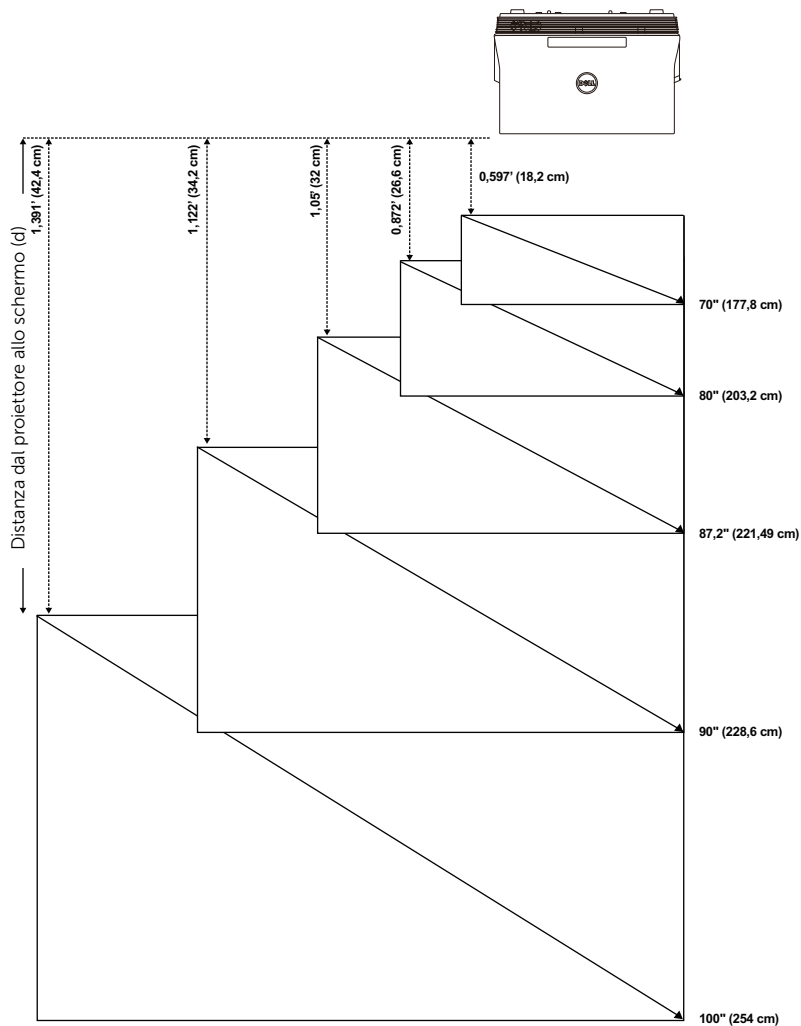 DELL
Distanza dal proiettore allo schermo (d)
1,391' (42,4 cm)
1,122' (34,2 cm)
1,05' (32 cm)
0,872' (26,6 cm)
0,597' (18,2 cm)
70" (177,8 cm)
80" (203,2 cm)
87,2" (221,49 cm)
90" (228,6 cm)
100" (254 cm)